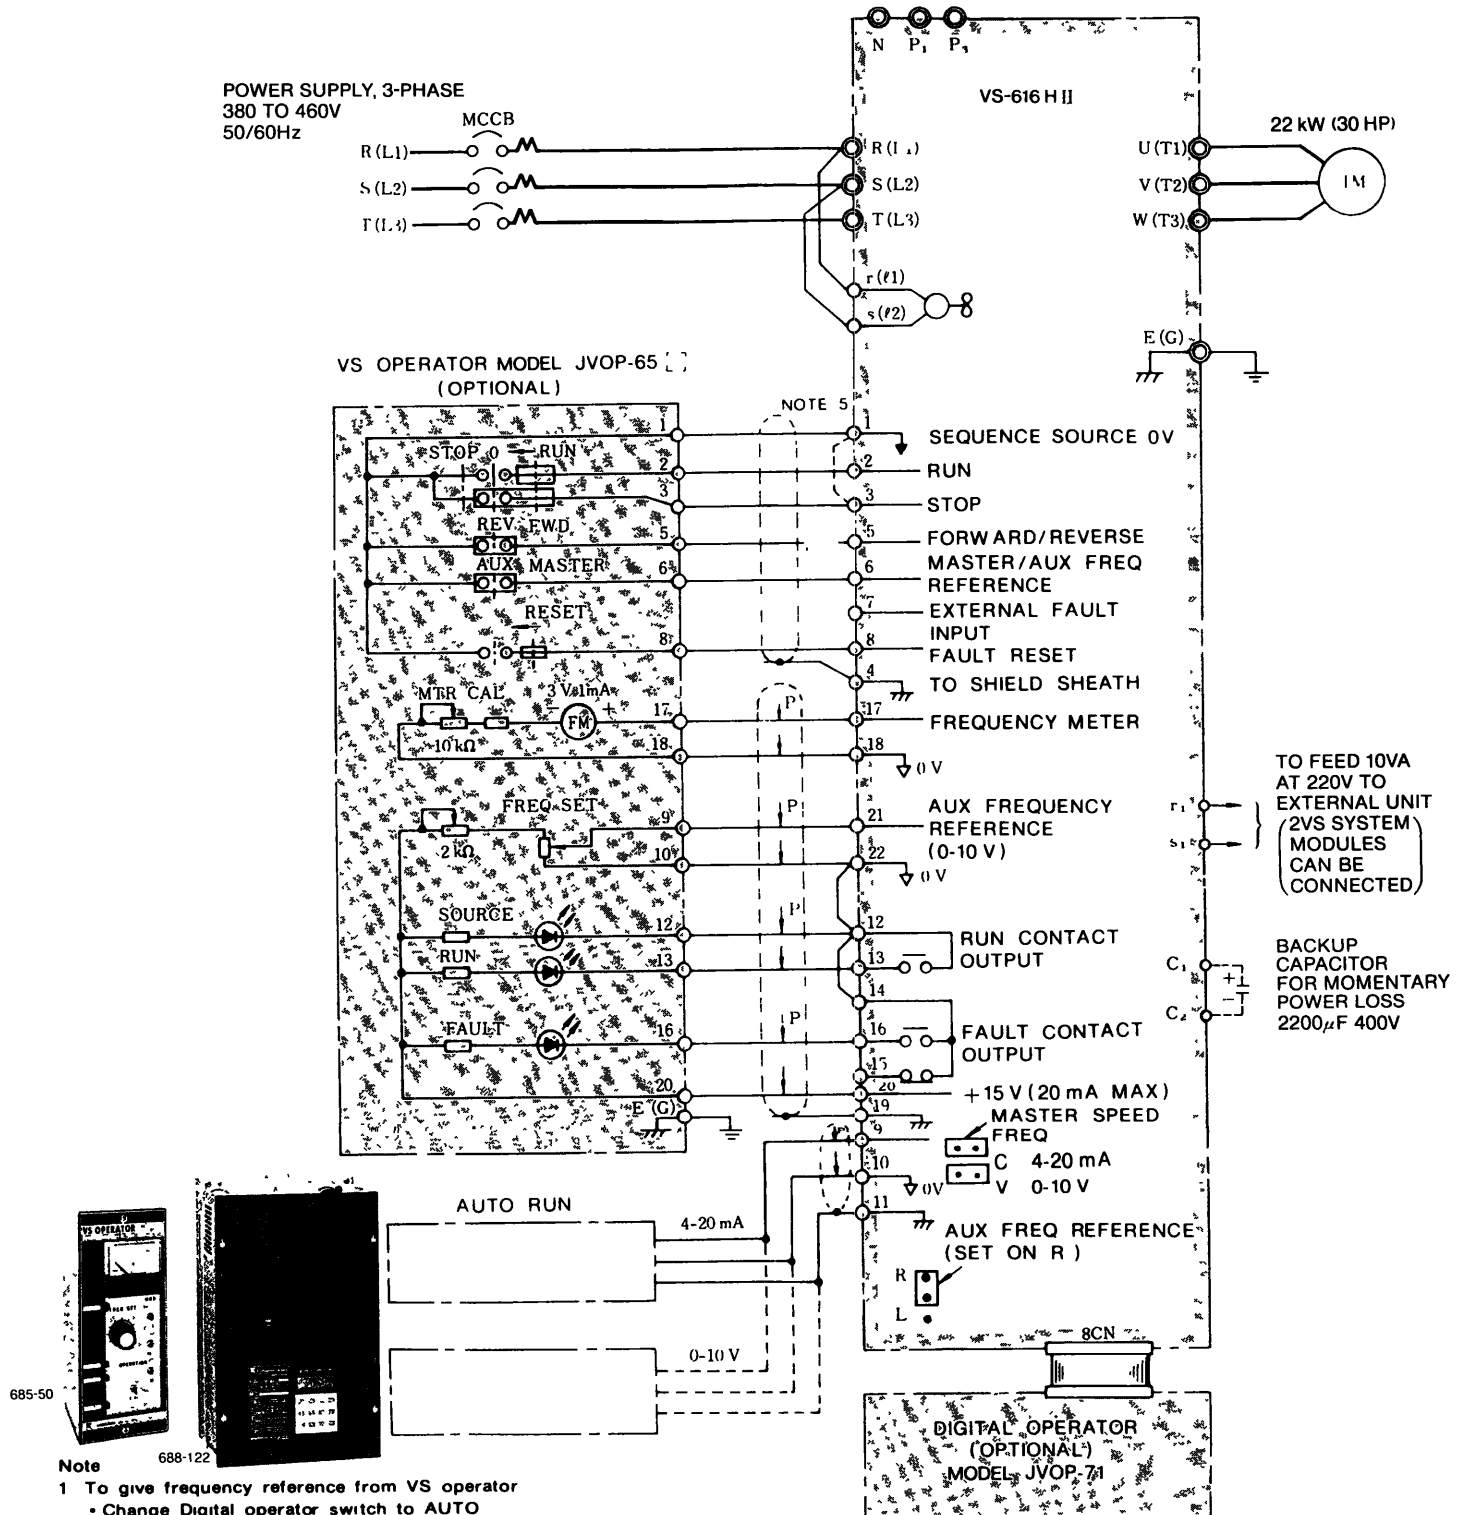 N P₁ P₃
VS-616 H II
POWER SUPPLY, 3-PHASE
380 TO 460V
50/60Hz
MCCB
R (L1)
S (L2)
T (L3)
R (L1)
S (L2)
T (L3)
U (T1)
V (T2)
W (T3)
22 kW (30 HP)
IM
r (ℓ1)
s (ℓ2)
E (G)
VS OPERATOR MODEL JVOP-65[ ]
(OPTIONAL)
NOTE 5
1
STOP 0 RUN
2
3
REV. FWD
5
AUX MASTER
6
RESET
8
MTR CAL
10 kΩ
3 V 1mA
− FM +
17
18
FREQ SET
2 kΩ
9
10
SOURCE
12
RUN
13
FAULT
16
20
E (G)
P
P
P
P
P
1 SEQUENCE SOURCE 0V
2 RUN
3 STOP
5 FORWARD/REVERSE
6 MASTER/AUX FREQ
REFERENCE
7 EXTERNAL FAULT
INPUT
8 FAULT RESET
4 TO SHIELD SHEATH
17 FREQUENCY METER
18 0 V
21 AUX FREQUENCY
REFERENCE
(0-10 V)
22 0 V
12 RUN CONTACT
13 OUTPUT
14
16 FAULT CONTACT
OUTPUT
15
20 +15 V (20 mA MAX)
19 MASTER SPEED
FREQ
9
C 4-20 mA
V 0-10 V
10 0V
11
AUX FREQ REFERENCE
(SET ON R )
R
L
8CN
r₁
s₁
TO FEED 10VA
AT 220V TO
EXTERNAL UNIT
(2VS SYSTEM
MODULES
CAN BE
CONNECTED)
C₁
+
−
C₂
BACKUP
CAPACITOR
FOR MOMENTARY
POWER LOSS
2200μF 400V
AUTO RUN
4-20 mA
0-10 V
DIGITAL OPERATOR
(OPTIONAL)
MODEL JVOP-71
VS OPERATOR
685-50
688-122
Note
1 To give frequency reference from VS operator
• Change Digital operator switch to AUTO